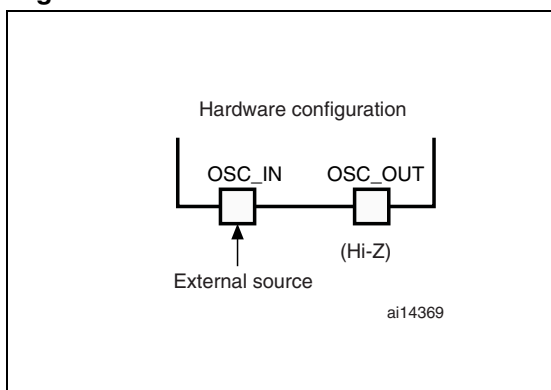 Hardware configuration
OSC_IN OSC_OUT
(Hi-Z)
External source
ai14369